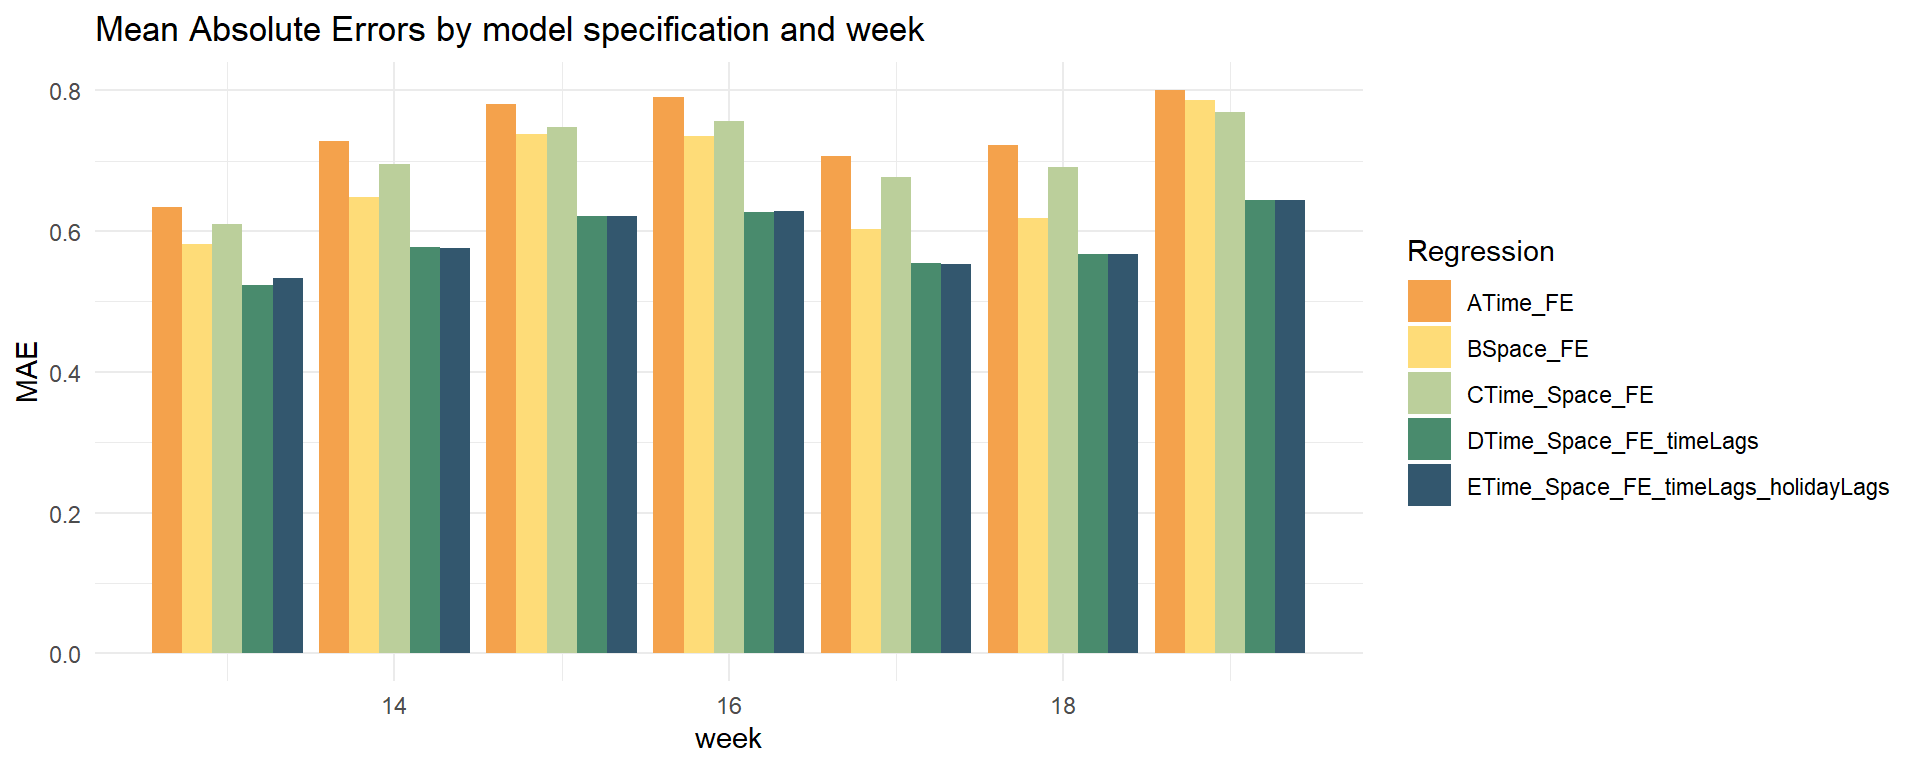 Mean Absolute Errors by model specification and week
0.8
0.6
0.4
0.2
0.0
MAE
14
16
18
week
Regression
ATime_FE
BSpace_FE
CTime_Space_FE
DTime_Space_FE_timeLags
ETime_Space_FE_timeLags_holidayLags